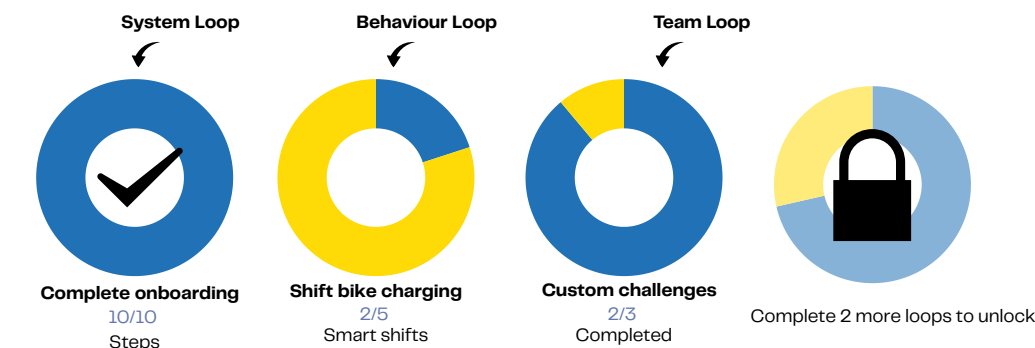 System Loop
Behaviour Loop
Team Loop
Complete onboarding
10/10
Steps
Shift bike charging
2/5
Smart shifts
Custom challenges
2/3
Completed
Complete 2 more loops to unlock